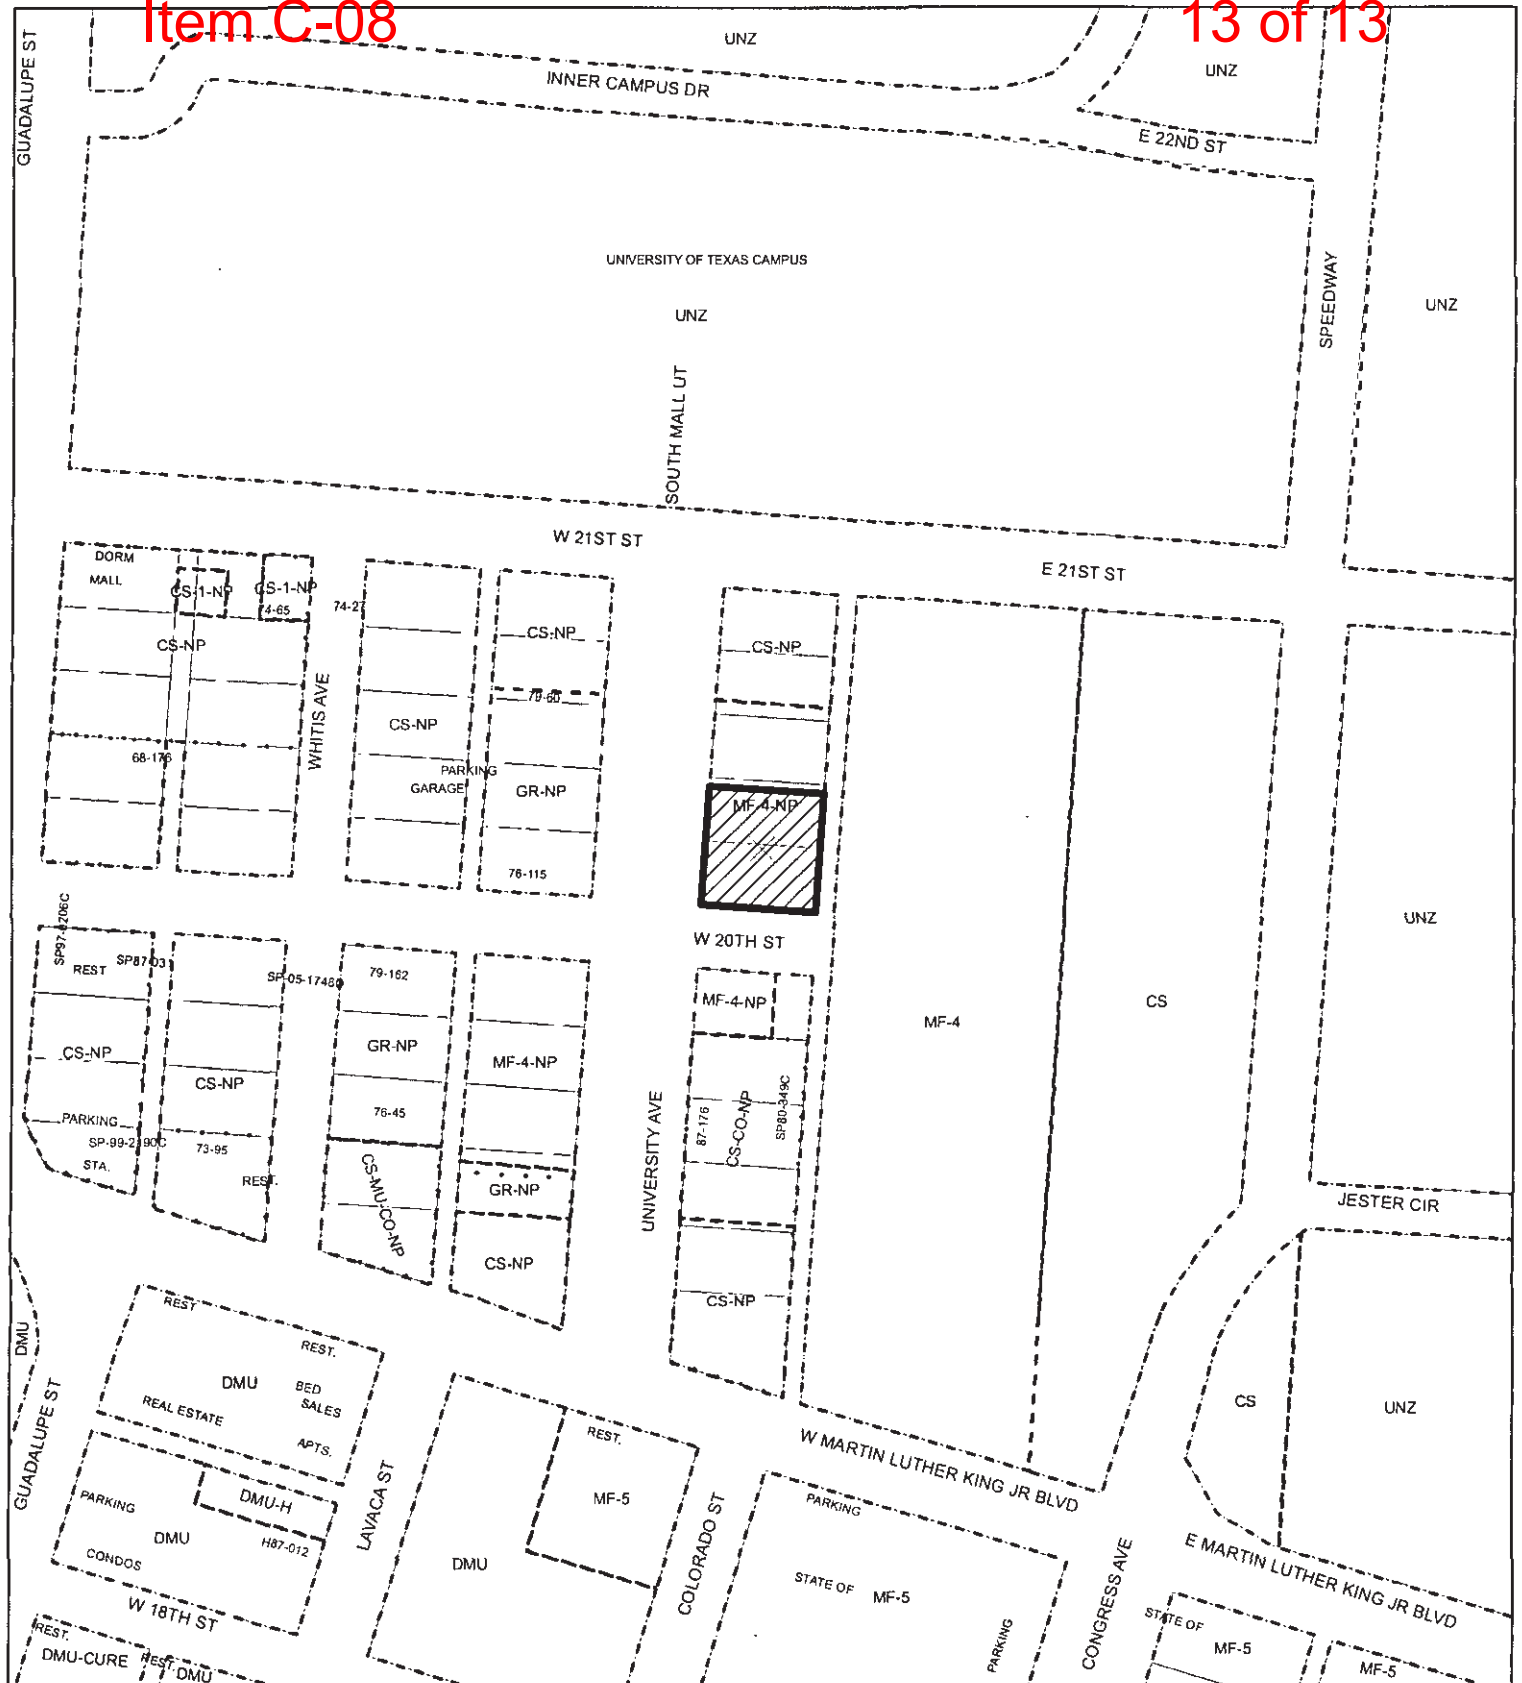 Item C-08
13 of 13
GUADALUPE ST
UNZ
UNZ
INNER CAMPUS DR
E 22ND ST
UNIVERSITY OF TEXAS CAMPUS
UNZ
SPEEDWAY
UNZ
SOUTH MALL UT
W 21ST ST
E 21ST ST
DORM
MALL
CS-1-NP
CS-1-NP
74-65
74-27
CS-NP
CS-NP
CS-NP
79-60
WHITIS AVE
CS-NP
68-176
PARKING
GARAGE
GR-NP
MF-4-NP
76-115
SP97-0206C
UNZ
W 20TH ST
REST
SP87-03
SP-05-1748
79-162
MF-4-NP
CS
MF-4
CS-NP
CS-NP
GR-NP
MF-4-NP
76-45
UNIVERSITY AVE
87-176
CS-CO-NP
SP80-349C
PARKING
SP-99-2190C
STA.
73-95
REST.
CS-MU-CO-NP
GR-NP
CS-NP
JESTER CIR
CS-NP
REST
REST.
DMU
DMU
BED
SALES
REAL ESTATE
APTS.
CS
UNZ
GUADALUPE ST
REST.
W MARTIN LUTHER KING JR BLVD
PARKING
DMU-H
LAVACA ST
MF-5
PARKING
DMU
H87-012
CONDOS
DMU
COLORADO ST
STATE OF
MF-5
CONGRESS AVE
E MARTIN LUTHER KING JR BLVD
W 18TH ST
PARKING
STATE OF
MF-5
REST.
DMU-CURE
REST.
DMU
MF-5